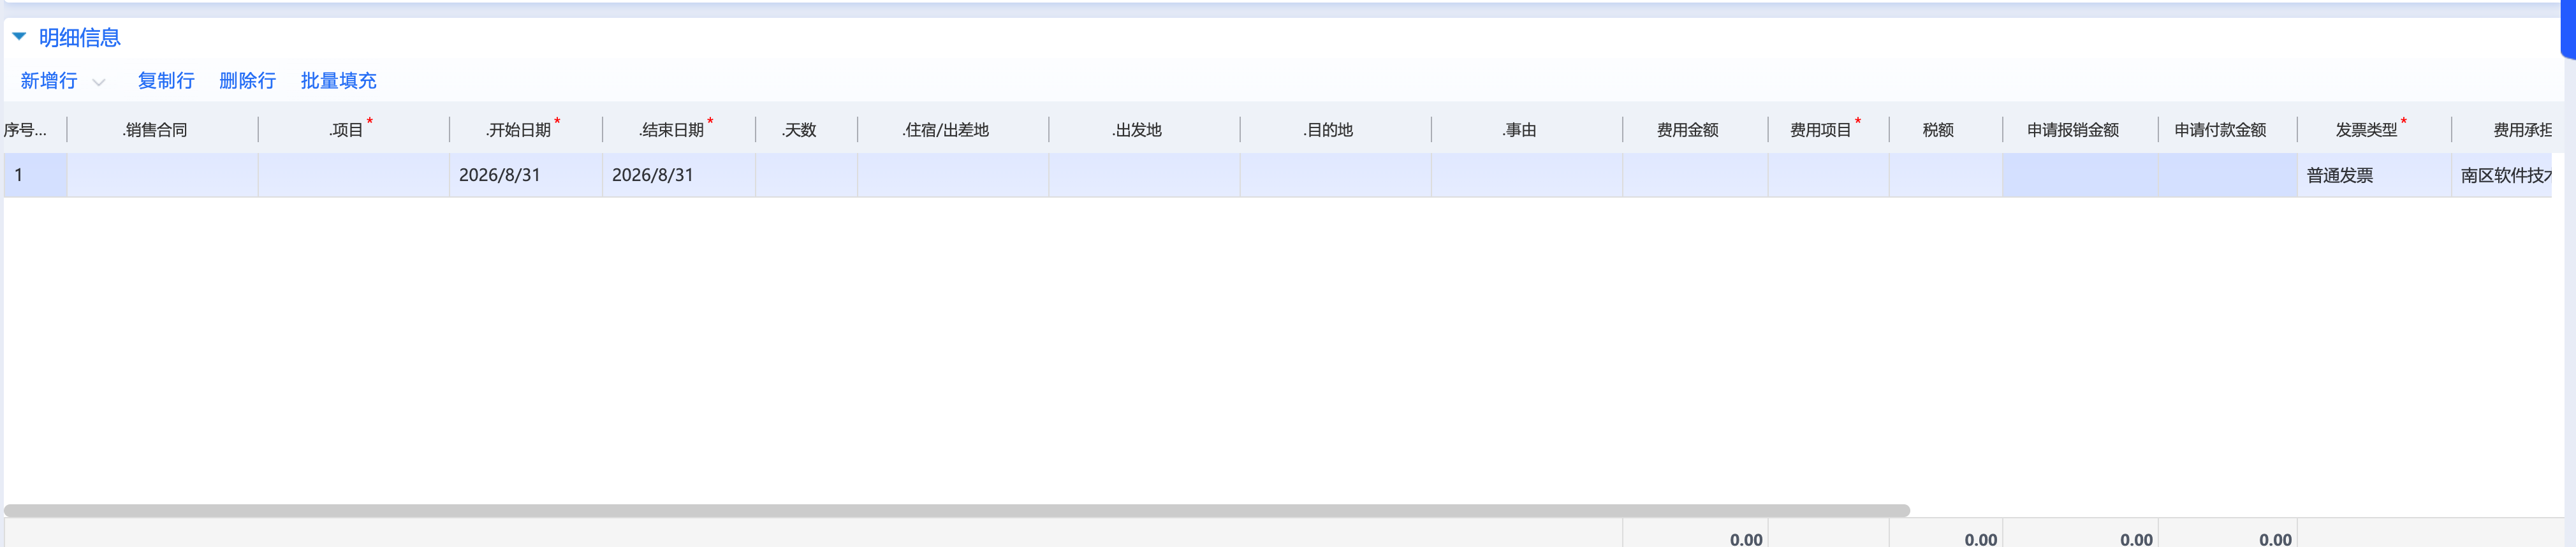 明细信息
新增行 复制行 删除行 批量填充
序号... .销售合同 .项目* .开始日期* .结束日期* .天数 .住宿/出差地 .出发地 .目的地 .事由 费用金额 费用项目* 税额 申请报销金额 申请付款金额 发票类型* 费用承担
1 2026/8/31 2026/8/31 普通发票 南区软件技
0.00 0.00 0.00 0.00